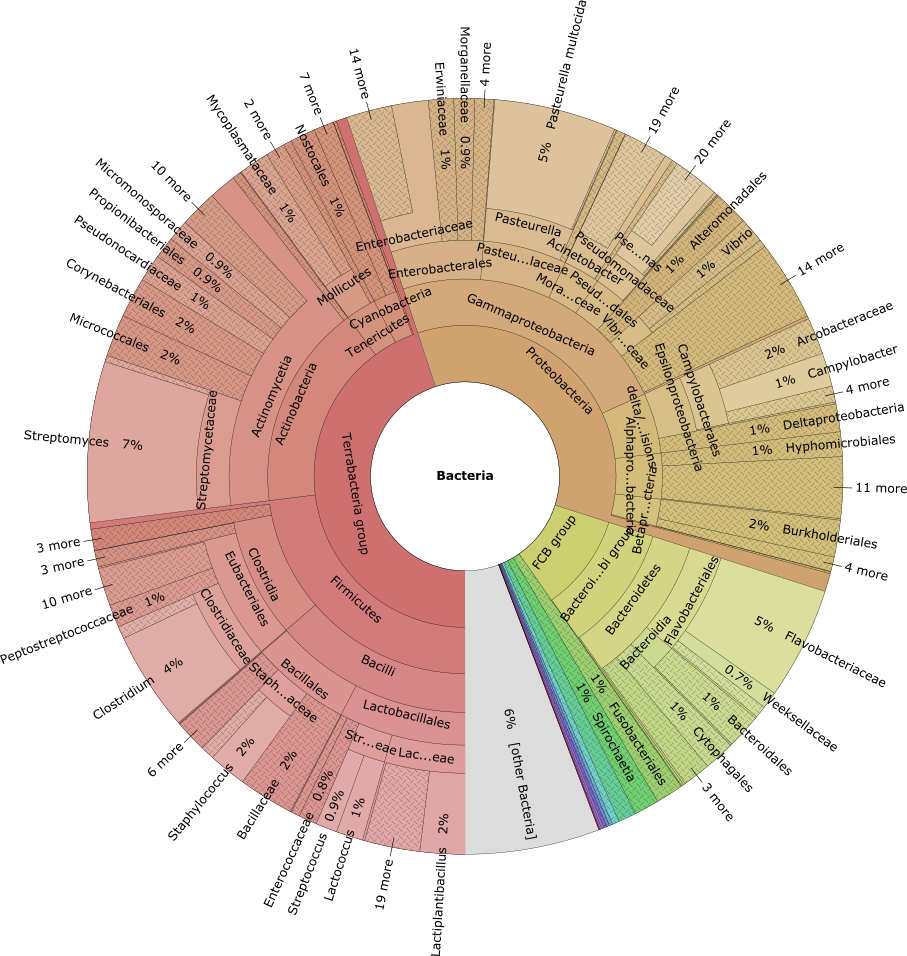 Bacteria
Terrabacteria group
Proteobacteria
FCB group
Gammaproteobacteria
Enterobacterales
Enterobacteriaceae
14 more
Erwiniaceae 1%
Morganellaceae 0.9%
4 more
Pasteurella multocida 5%
Pasteurella
Pasteu...laceae
19 more
Acinetobacter
Mora...ceae
Pseud...dales
Pseudomonadaceae
Pse...nas
20 more
Alteromonadales 1%
Vibrio 1%
Vibr...ceae
14 more
delta/...isions
Epsilonproteobacteria
Campylobacterales
Arcobacteraceae 2%
Campylobacter 1%
4 more
Deltaproteobacteria 1%
Alphapro...bacteria
Hyphomicrobiales 1%
11 more
Betapr...cteria
Burkholderiales 2%
4 more
Bacteroi...bi group
Bacteroidetes
Flavobacteriales
Flavobacteriaceae 5%
Weeksellaceae 0.7%
Bacteroidia
Bacteroidales 1%
Cytophagales 1%
3 more
Fusobacteriales 1%
Spirochaetia 1%
6% [other Bacteria]
Firmicutes
Bacilli
Lactobacillales
Lac...eae
Lactiplantibacillus 2%
19 more
Str...eae
Lactococcus 1%
Streptococcus 0.9%
Enterococcaceae 0.8%
Bacillales
Bacillaceae 2%
Staph...aceae
Staphylococcus 2%
6 more
Clostridia
Eubacteriales
Clostridiaceae
Clostridium 4%
Peptostreptococcaceae 1%
10 more
3 more
3 more
Actinobacteria
Actinomycetia
Streptomycetaceae
Streptomyces 7%
Micrococcales 2%
Corynebacteriales 2%
Pseudonocardiaceae 1%
Propionibacteriales 0.9%
Micromonosporaceae 0.9%
10 more
Tenericutes
Mollicutes
Mycoplasmataceae 1%
2 more
Cyanobacteria
Nostocales 1%
7 more